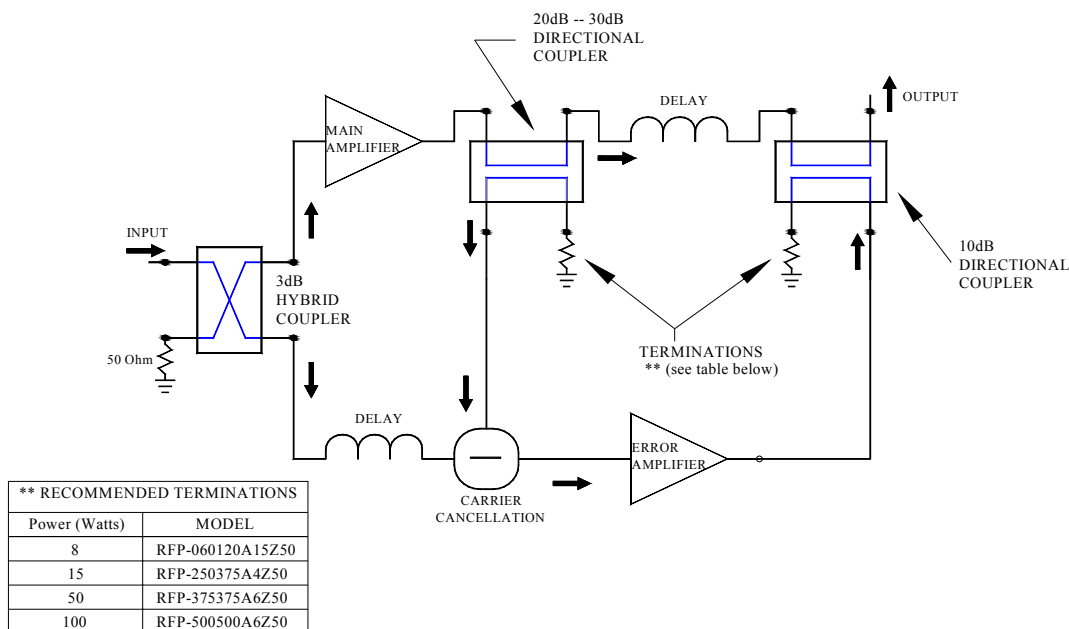 20dB -- 30dB
DIRECTIONAL
COUPLER
DELAY
OUTPUT
MAIN
AMPLIFIER
INPUT
3dB
HYBRID
COUPLER
10dB
DIRECTIONAL
COUPLER
50 Ohm
TERMINATIONS
** (see table below)
DELAY
ERROR
AMPLIFIER
CARRIER
CANCELLATION
** RECOMMENDED TERMINATIONS
Power (Watts) MODEL
8 RFP-060120A15Z50
15 RFP-250375A4Z50
50 RFP-375375A6Z50
100 RFP-500500A6Z50